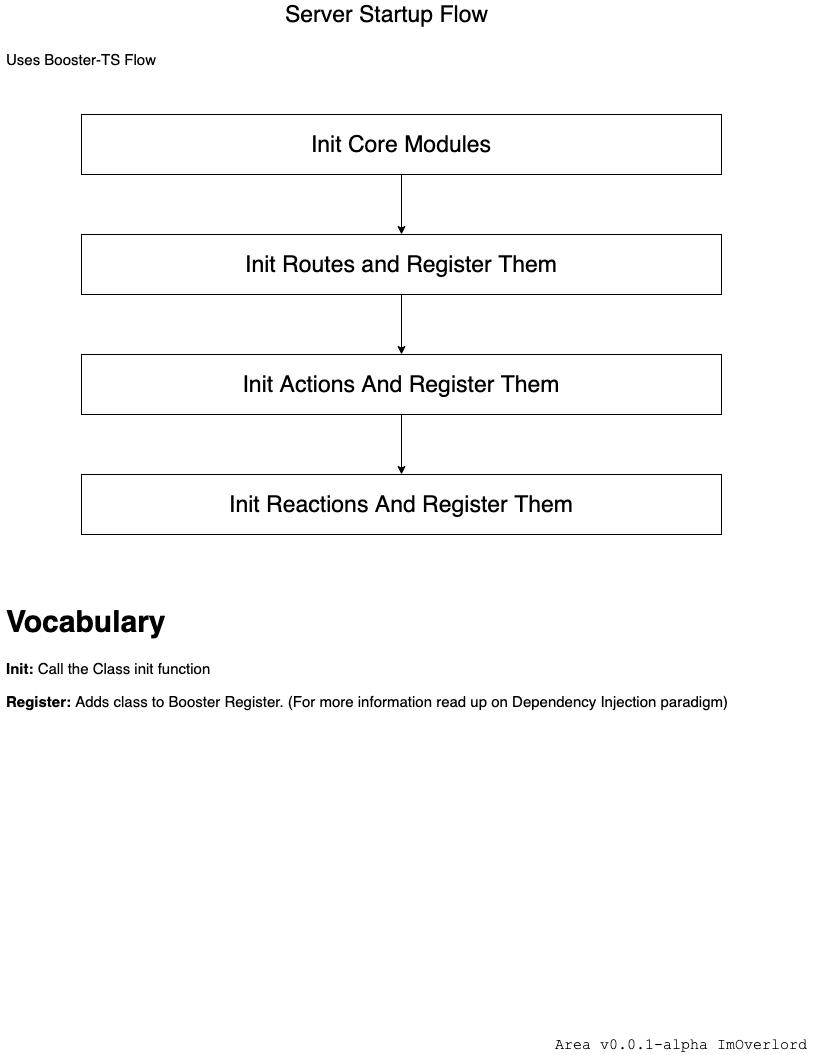 Server Startup Flow
Uses Booster-TS Flow
Init Core Modules
Init Routes and Register Them
Init Actions And Register Them
Init Reactions And Register Them
Vocabulary
Init: Call the Class init function
Register: Adds class to Booster Register. (For more information read up on Dependency Injection paradigm)
Area v0.0.1-alpha ImOverlord